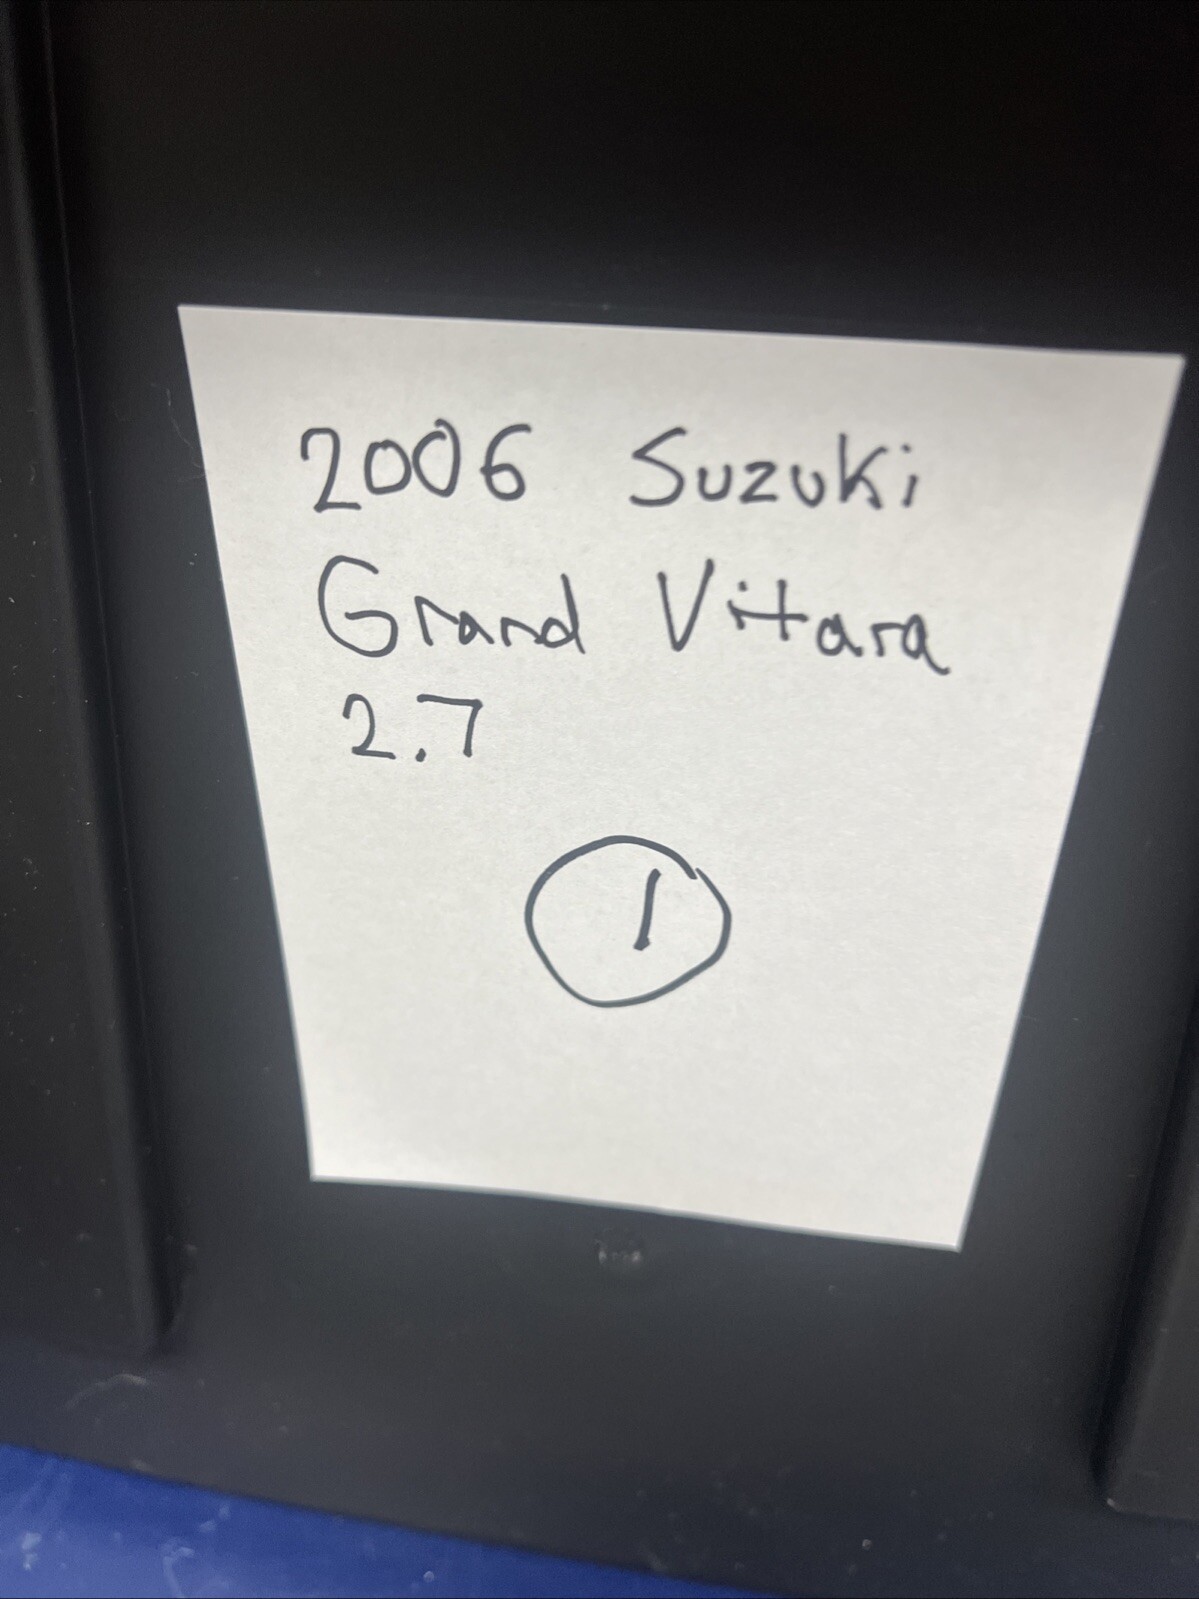 2006 Suzuki
Grand Vitara
2.7
1